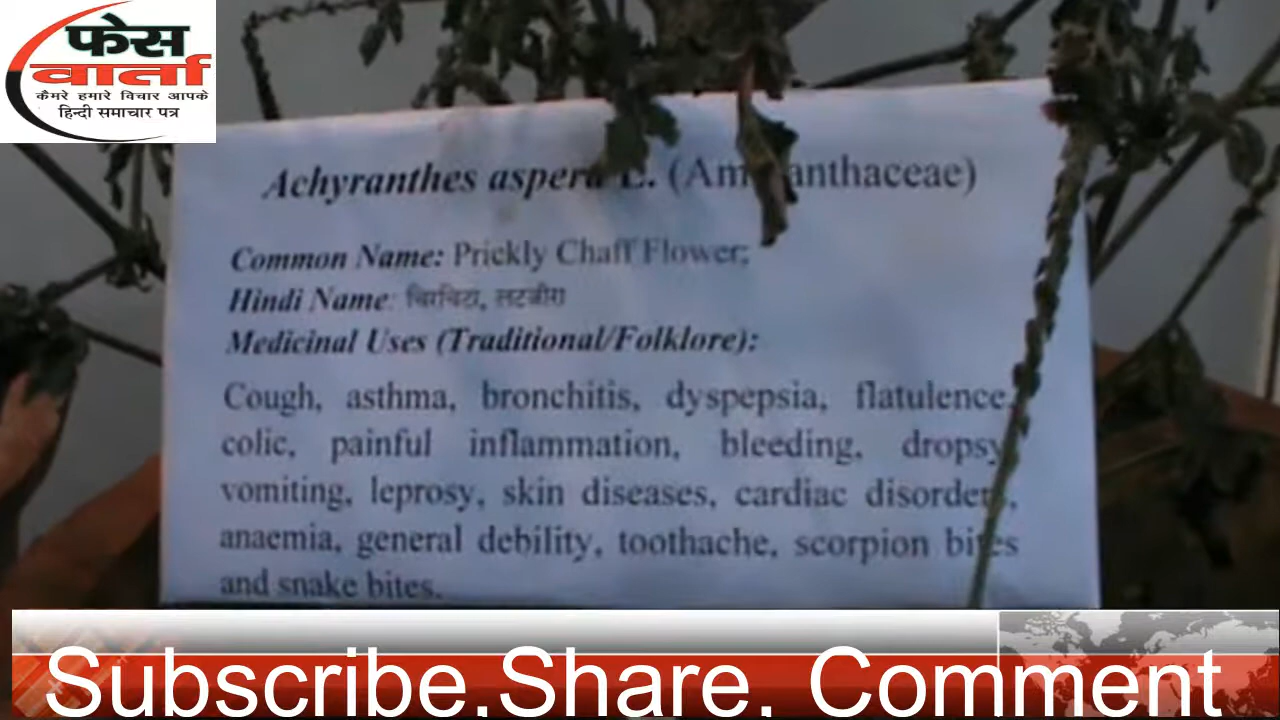 फेस
वार्ता
कैमरे हमारे विचार आपके
हिन्दी समाचार पत्र
Achyranthes aspera L. (Amaranthaceae)
Common Name: Prickly Chaff Flower;
Hindi Name: चिरचिटा, लटजीरा
Medicinal Uses (Traditional/Folklore):
Cough, asthma, bronchitis, dyspepsia, flatulence,
colic, painful inflammation, bleeding, dropsy
vomiting, leprosy, skin diseases, cardiac disorders,
anaemia, general debility, toothache, scorpion bites
and snake bites.
Subscribe,Share, Comment